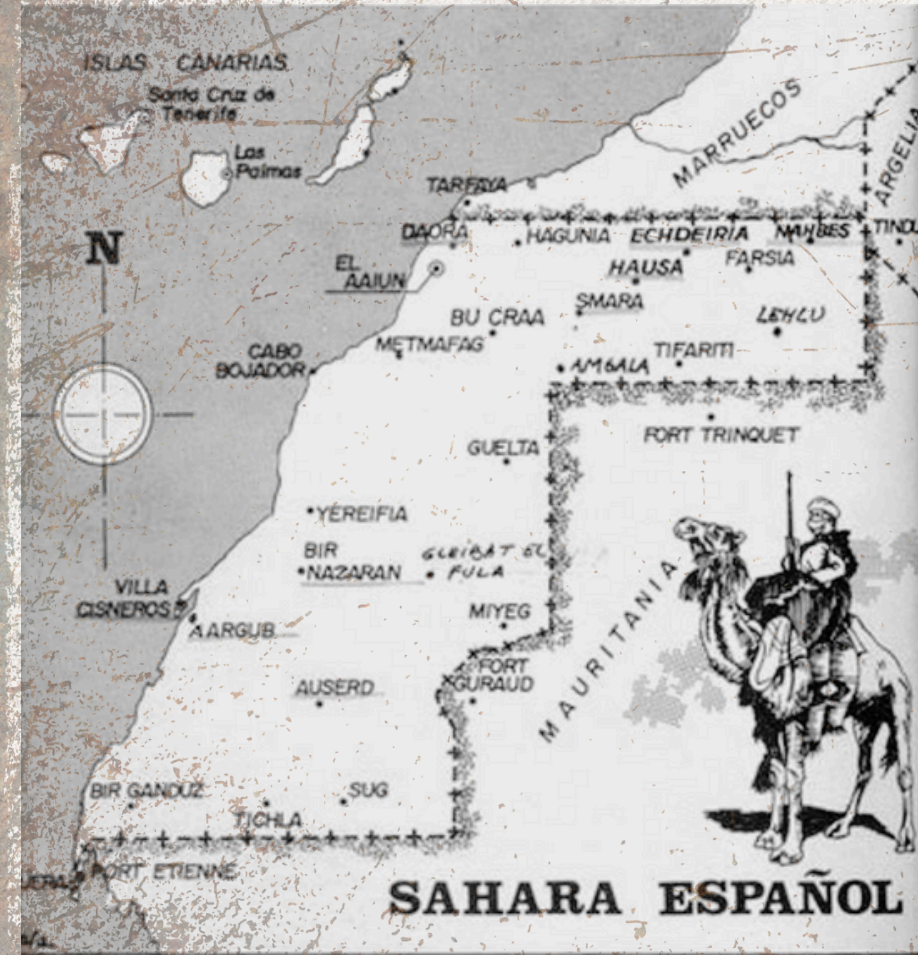 ISLAS CANARIAS
Santa Cruz de
Tenerife
Las
Palmas
MARRUECOS
ARGELIA
TARFAYA
N
DAORA
HAGUNIA
ECHDEIRIA
MAHBES
EL
AAIUN
HAUSA
FARSIA
SMARA
BU CRAA
LEHLU
METMAFAG
CABO
BOJADOR
TIFARITI
AMGALA
FORT TRINQUET
GUELTA
YEREIFIA
BIR
NAZARAN
GLEIBAT EL
FULA
VILLA
CISNEROS
AARGUB
MIYEG
MAURITANIA
FORT
GURAUD
AUSERD
BIR GANDUZ
SUG
TICHLA
PORT ETIENNE
SAHARA ESPAÑOL